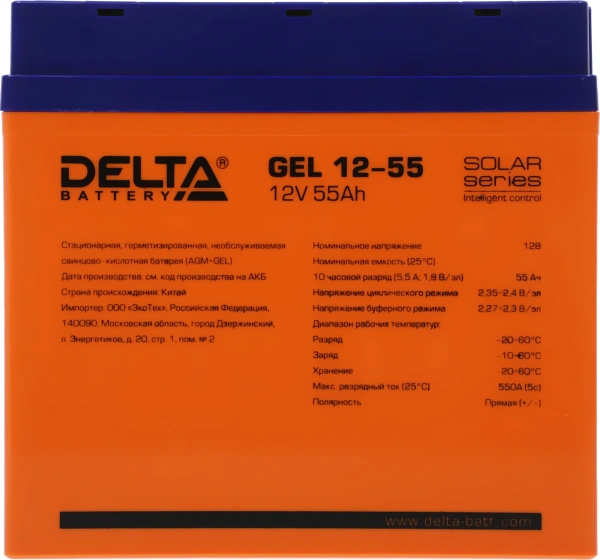 DELTA®
BATTERY
GEL 12-55
12V 55Ah
SOLAR
series
Intelligent control
Стационарная, герметизированная, необслуживаемая
свинцово-кислотная батарея (AGM+GEL)
Дата производства: см. код производства на АКБ
Страна происхождения: Китай
Импортер: ООО «ЭкоТех», Российская Федерация,
140090, Московская область, город Дзержинский,
л. Энергетиков, д. 20, стр. 1, пом. № 2
Номинальное напряжение 12В
Номинальная емкость (25°C)
10 часовой разряд (5.5 А; 1,8 В/эл) 55 Ач
Напряжение циклического режима 2,35-2,4 В/эл
Напряжение буферного режима 2,27-2,3 В/эл
Диапазон рабочих температур:
Разряд -20-60°C
Заряд -10-60°C
Хранение -20-60°C
Макс. разрядный ток (25°C) 550А (5с)
Полярность Прямая (+/-)
www.delta-batt.com